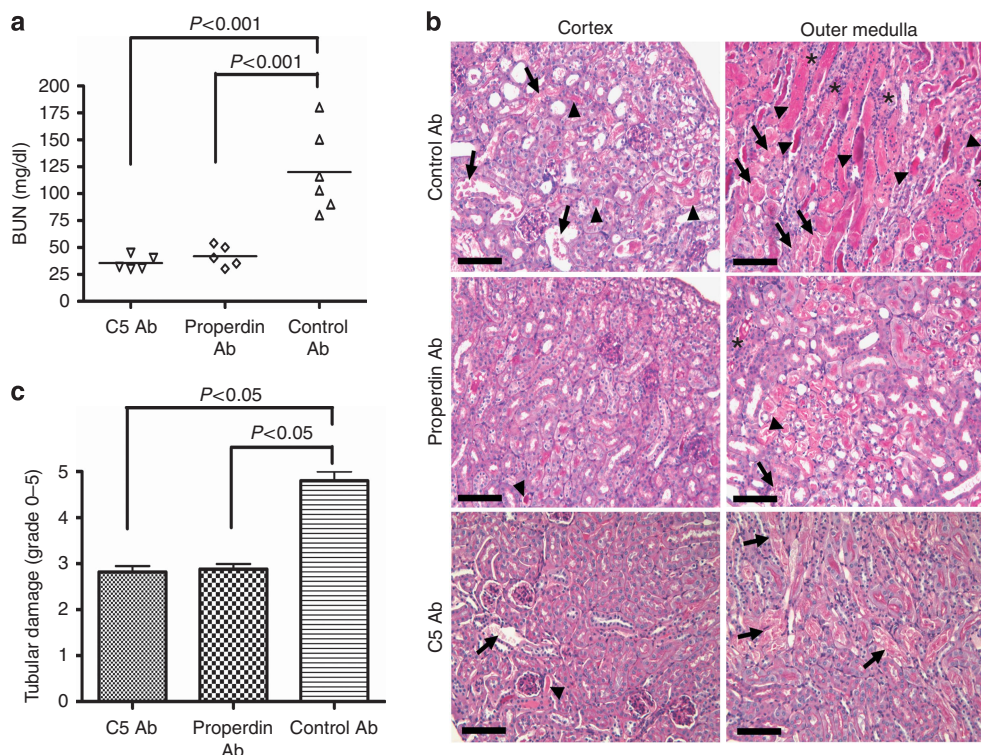 a
P<0.001
P<0.001
BUN (mg/dl)
200
175
150
125
100
75
50
25
0
C5 Ab
Properdin
Ab
Control
Ab
b
Cortex
Outer medulla
Control Ab
*
*
*
*
Properdin Ab
*
C5 Ab
c
P<0.05
P<0.05
Tubular damage (grade 0–5)
5
4
3
2
1
0
C5 Ab
Properdin
Ab
Control Ab